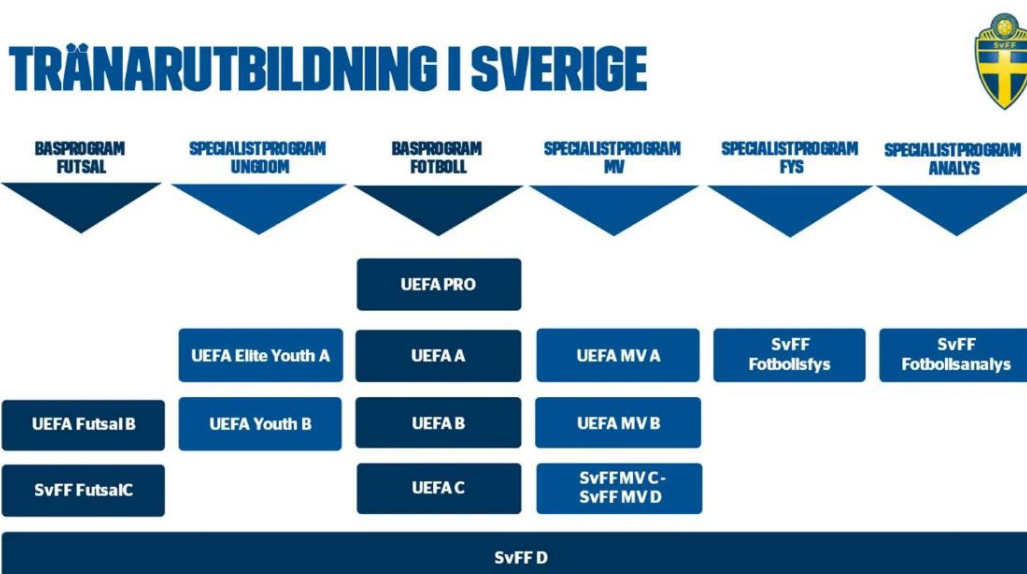 TRÄNARUTBILDNING I SVERIGE
SvFF
BASPROGRAM
FUTSAL
SPECIALISTPROGRAM
UNGDOM
BASPROGRAM
FOTBOLL
SPECIALISTPROGRAM
MV
SPECIALISTPROGRAM
FYS
SPECIALISTPROGRAM
ANALYS
UEFA PRO
UEFA Elite Youth A
UEFA A
UEFA MV A
SvFF
Fotbollsfys
SvFF
Fotbollsanalys
UEFA Futsal B
UEFA Youth B
UEFA B
UEFA MV B
SvFF FutsalC
UEFA C
SvFF MV C -
SvFF MV D
SvFF D